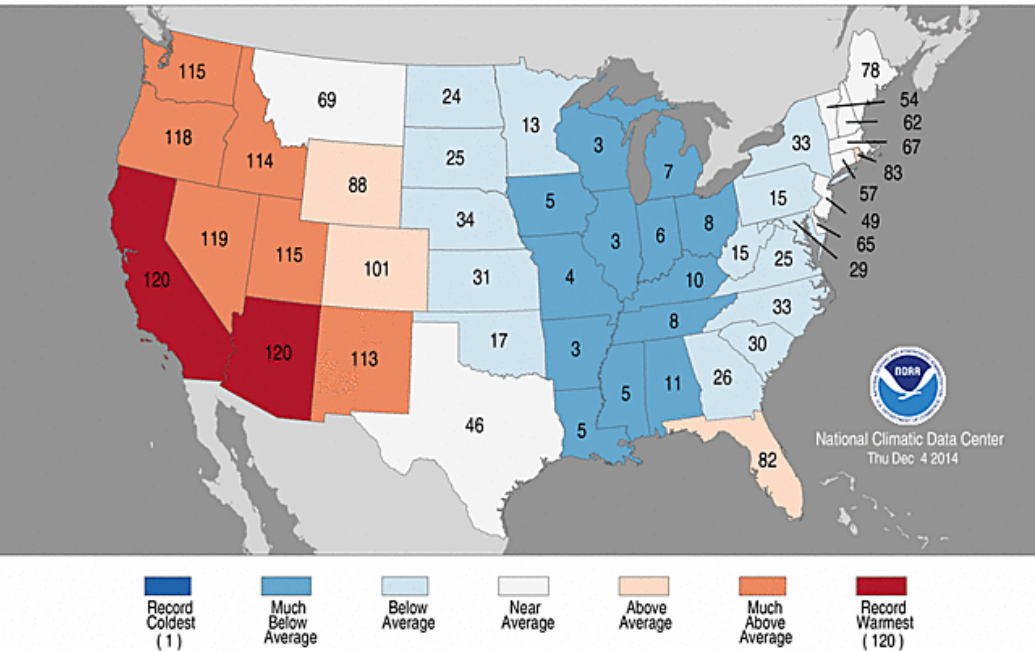 115
118
114
69
24
13
3
7
78
54
62
67
83
57
49
65
29
33
88
25
5
15
119
115
101
34
3
6
8
15
25
120
31
4
10
33
120
113
17
3
8
30
46
5
5
11
26
82
NOAA
National Climatic Data Center
Thu Dec 4 2014
Record
Coldest
(1)
Much
Below
Average
Below
Average
Near
Average
Above
Average
Much
Above
Average
Record
Warmest
(120)